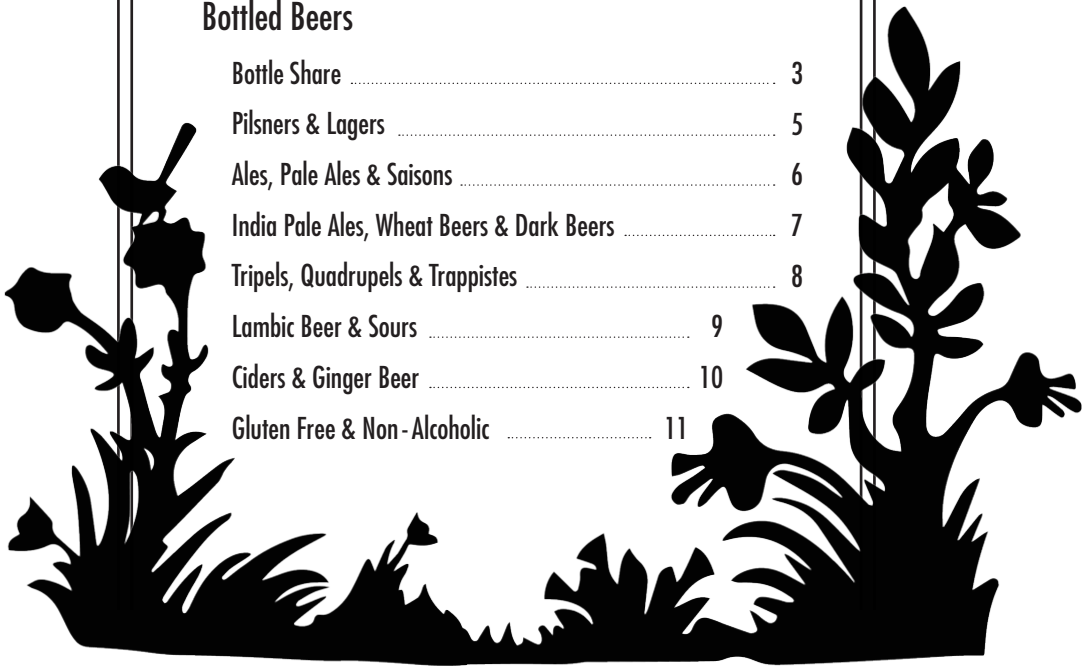 Bottled Beers
Bottle Share 3
Pilsners & Lagers 5
Ales, Pale Ales & Saisons 6
India Pale Ales, Wheat Beers & Dark Beers 7
Tripels, Quadrupels & Trappistes 8
Lambic Beer & Sours 9
Ciders & Ginger Beer 10
Gluten Free & Non-Alcoholic 11